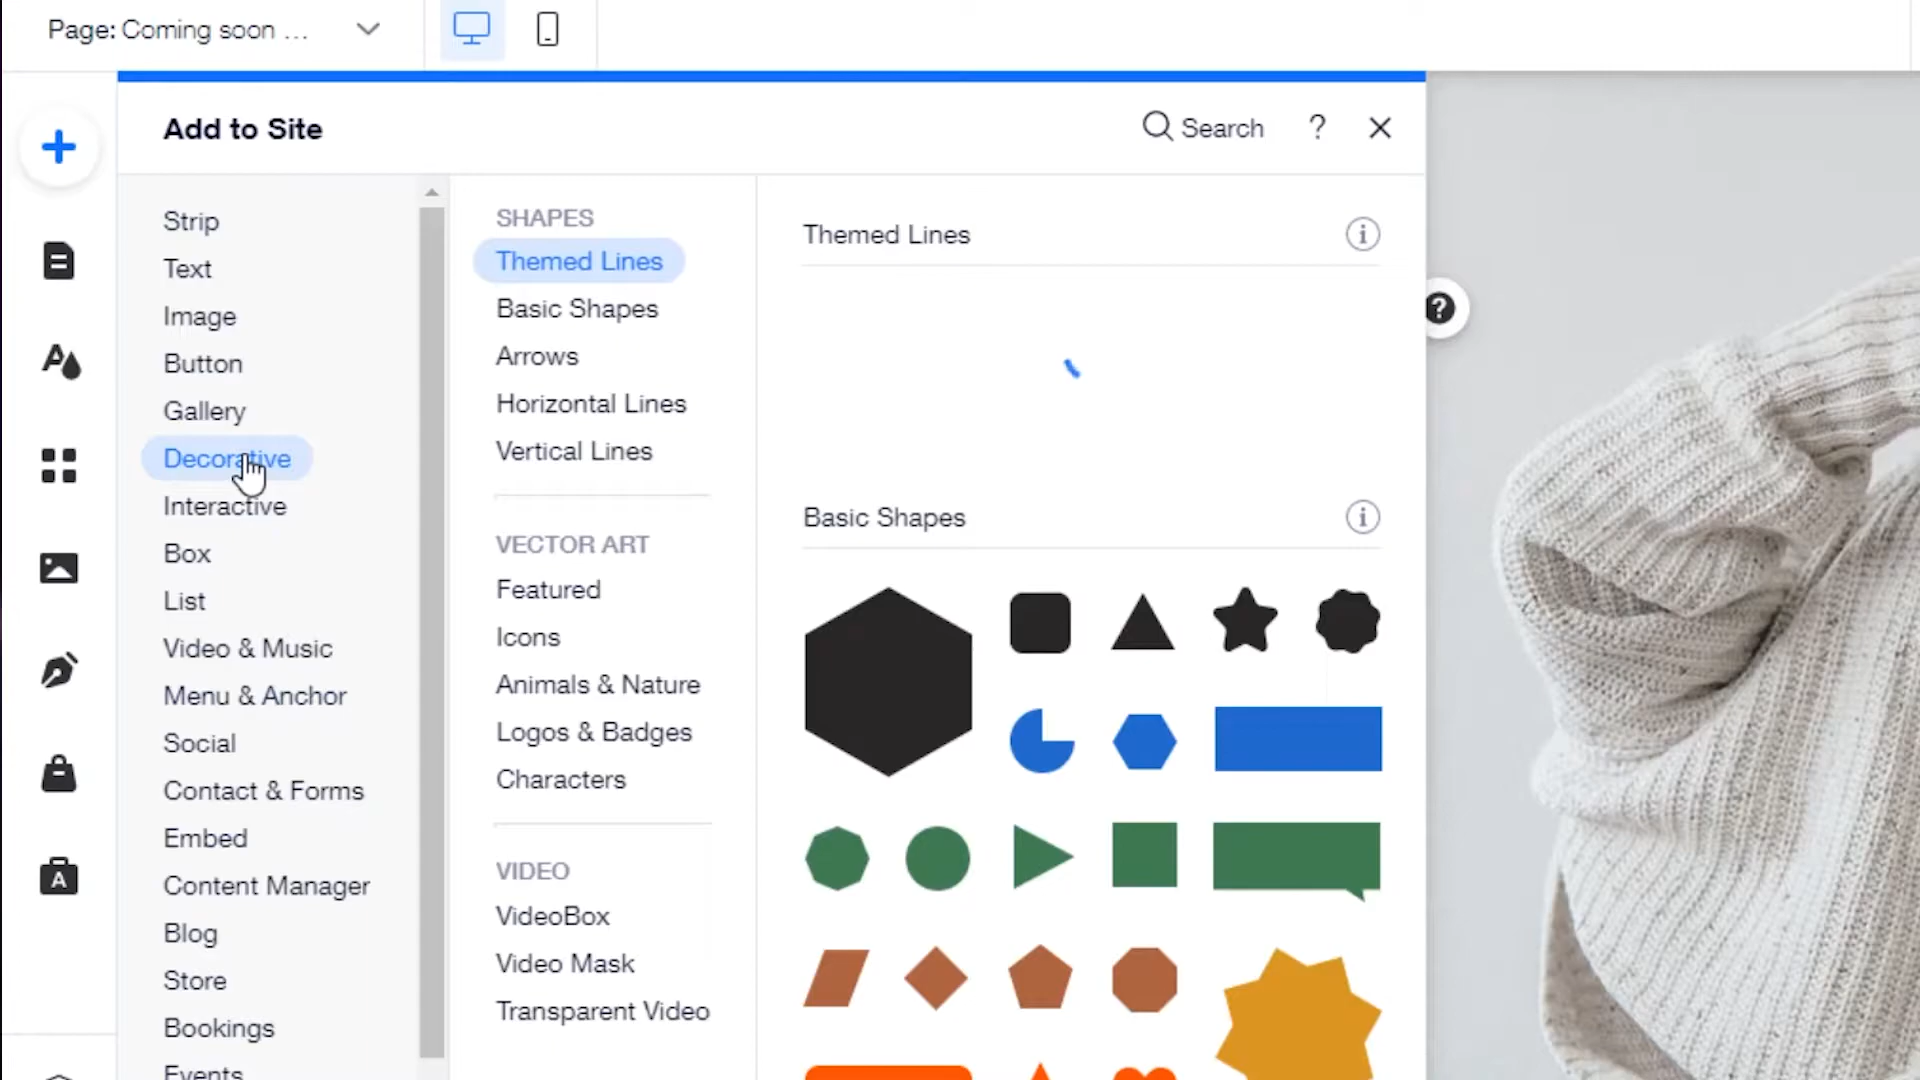 Page: Coming soon ...
Add to Site
Search
?
Strip
Text
Image
Button
Gallery
Decorative
Interactive
Box
List
Video & Music
Menu & Anchor
Social
Contact & Forms
Embed
Content Manager
Blog
Store
Bookings
Events
SHAPES
Themed Lines
Basic Shapes
Arrows
Horizontal Lines
Vertical Lines
VECTOR ART
Featured
Icons
Animals & Nature
Logos & Badges
Characters
VIDEO
VideoBox
Video Mask
Transparent Video
Themed Lines
Basic Shapes
?
A
A